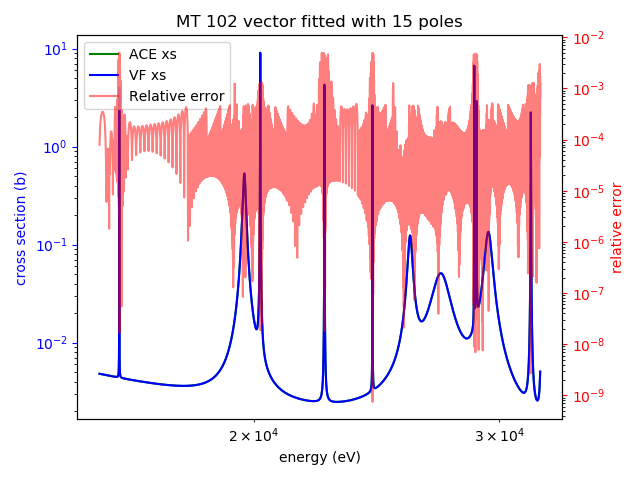 MT 102 vector fitted with 15 poles
ACE xs
VF xs
Relative error
10¹
10⁰
10⁻¹
10⁻²
cross section (b)
10⁻²
10⁻³
10⁻⁴
10⁻⁵
10⁻⁶
10⁻⁷
10⁻⁸
10⁻⁹
relative error
2 × 10⁴
3 × 10⁴
energy (eV)